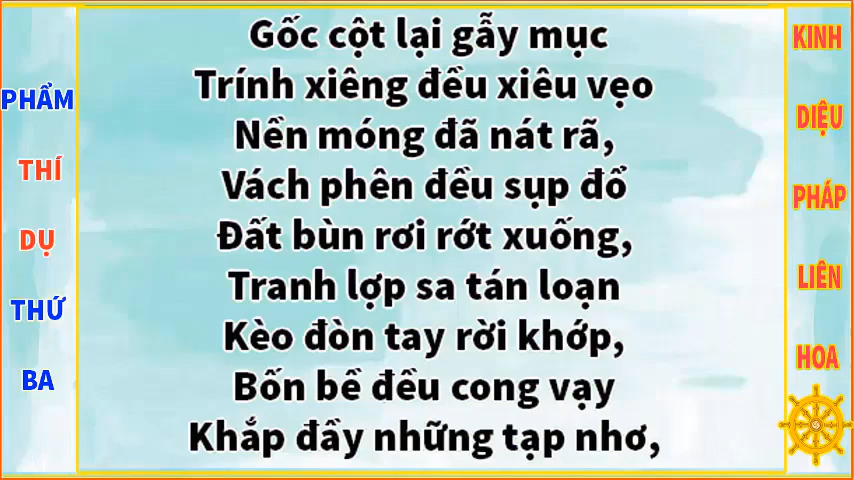 PHẨM
THÍ
DỤ
THỨ
BA
Gốc cột lại gẫy mục
Trính xiêng đều xiêu vẹo
Nền móng đã nát rã,
Vách phên đều sụp đổ
Đất bùn rơi rớt xuống,
Tranh lợp sa tán loạn
Kèo đòn tay rời khớp,
Bốn bề đều cong vạy
Khắp đầy những tạp nhơ,
KINH
DIỆU
PHÁP
LIÊN
HOA